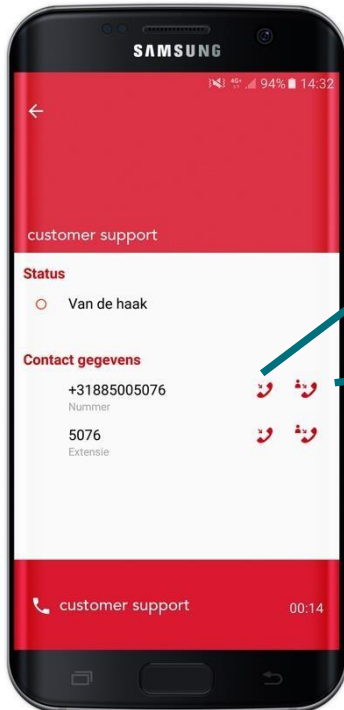 SAMSUNG
4G+ 94% 14:32
customer support
Status
Van de haak
Contact gegevens
+31885005076
Nummer
5076
Extensie
customer support
00:14